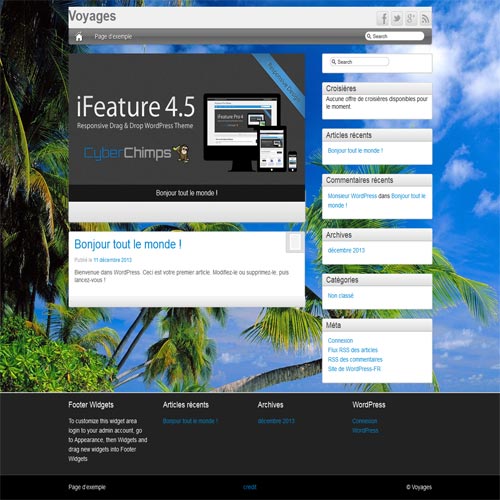 Voyages
Page d'exemple
Search
Responsive Design
iFeature 4.5
Responsive Drag & Drop WordPress Theme
CyberChimps
Bonjour tout le monde !
Bonjour tout le monde !
Publié le 11 décembre 2013
Bienvenue dans WordPress. Ceci est votre premier article. Modifiez-le ou supprimez-le, puis
lancez-vous !
Search
Croisières
Aucune offre de croisières disponibles pour
le moment
Articles récents
Bonjour tout le monde !
Commentaires récents
Monsieur WordPress dans Bonjour tout le
monde !
Archives
décembre 2013
Catégories
Non classé
Méta
Connexion
Flux RSS des articles
RSS des commentaires
Site de WordPress-FR
Footer Widgets
To customize this widget area
login to your admin account, go
to Appearance, then Widgets and
drag new widgets into Footer
Widgets
Articles récents
Bonjour tout le monde !
Archives
décembre 2013
WordPress
Connexion
WordPress
Page d'exemple
credit
© Voyages